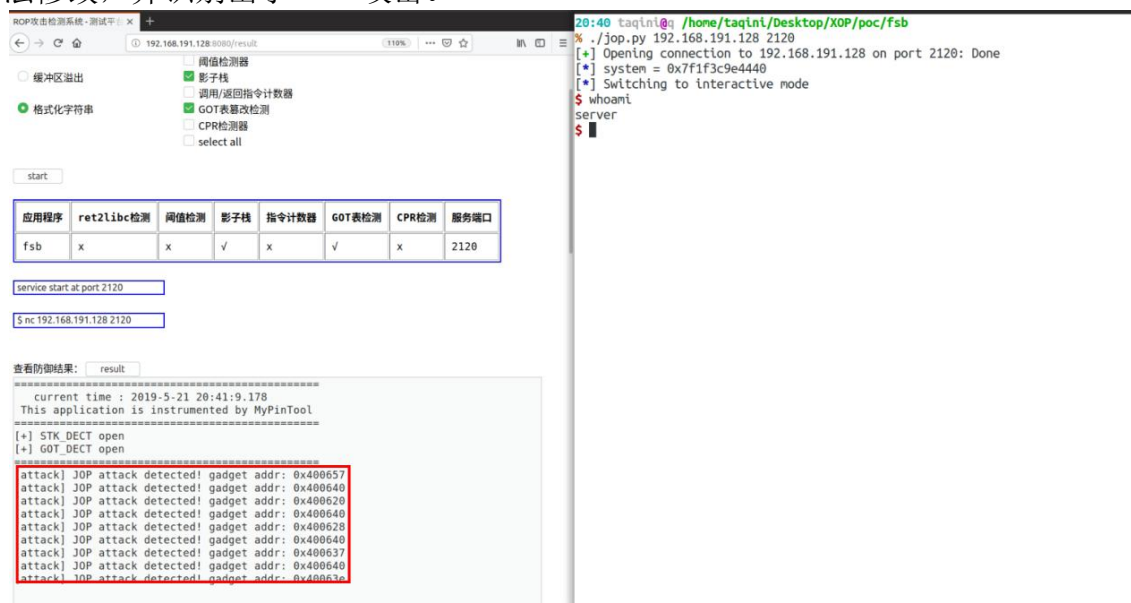 ROP攻击检测系统-测试平台
192.168.191.128:8080/result
110%
缓冲区溢出
格式化字符串
阈值检测器
影子栈
调用/返回指令计数器
GOT表篡改检测
CPR检测器
select all
start
应用程序 ret2libc检测 阈值检测 影子栈 指令计数器 GOT表检测 CPR检测 服务端口
fsb x x √ x √ x 2120
service start at port 2120
$ nc 192.168.191.128 2120
查看防御结果: result
==================================================
current time : 2019-5-21 20:41:9.178
This application is instrumented by MyPinTool
==================================================
[+] STK_DECT open
[+] GOT_DECT open
==================================================
attack] JOP attack detected! gadget addr: 0x400657
attack] JOP attack detected! gadget addr: 0x400640
attack] JOP attack detected! gadget addr: 0x400620
attack] JOP attack detected! gadget addr: 0x400640
attack] JOP attack detected! gadget addr: 0x400628
attack] JOP attack detected! gadget addr: 0x400640
attack] JOP attack detected! gadget addr: 0x400637
attack] JOP attack detected! gadget addr: 0x400640
attack] JOP attack detected! gadget addr: 0x40063e
20:40 taqini@q /home/taqini/Desktop/XOP/poc/fsb
% ./jop.py 192.168.191.128 2120
[+] Opening connection to 192.168.191.128 on port 2120: Done
[*] system = 0x7f1f3c9e4440
[*] Switching to interactive mode
$ whoami
server
$